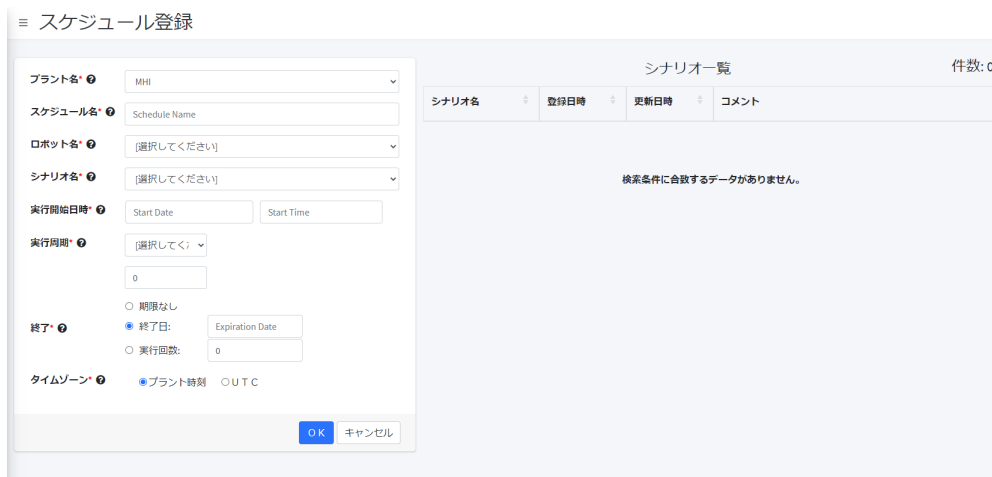 ≡ スケジュール登録
プラント名* ?
MHI
スケジュール名* ?
Schedule Name
ロボット名* ?
[選択してください]
シナリオ名* ?
[選択してください]
実行開始日時* ?
Start Date
Start Time
実行周期* ?
[選択してくだ
0
終了* ?
期限なし
終了日:
Expiration Date
実行回数:
0
タイムゾーン* ?
プラント時刻
UTC
OK
キャンセル
シナリオ一覧
件数: 0
シナリオ名
登録日時
更新日時
コメント
検索条件に合数するデータがありません。